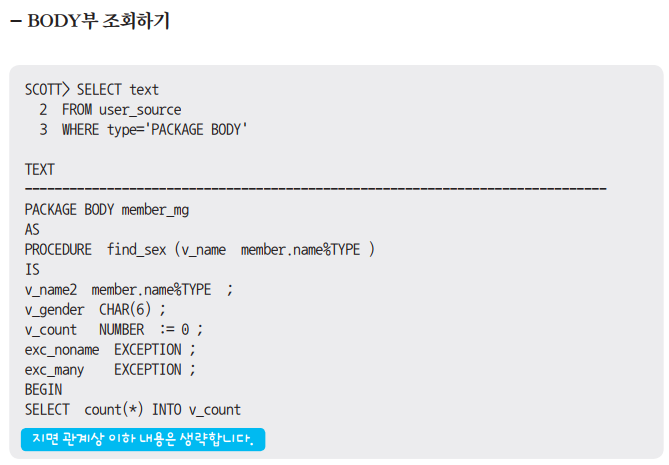 – BODY부 조회하기
SCOTT> SELECT text
2 FROM user_source
3 WHERE type='PACKAGE BODY'
TEXT
--------------------------------------------------------------------------------
PACKAGE BODY member_mg
AS
PROCEDURE find_sex (v_name member.name%TYPE )
IS
v_name2 member.name%TYPE ;
v_gender CHAR(6) ;
v_count NUMBER := 0 ;
exc_noname EXCEPTION ;
exc_many EXCEPTION ;
BEGIN
SELECT count(*) INTO v_count
지면 관계상 이하 내용은 생략합니다.